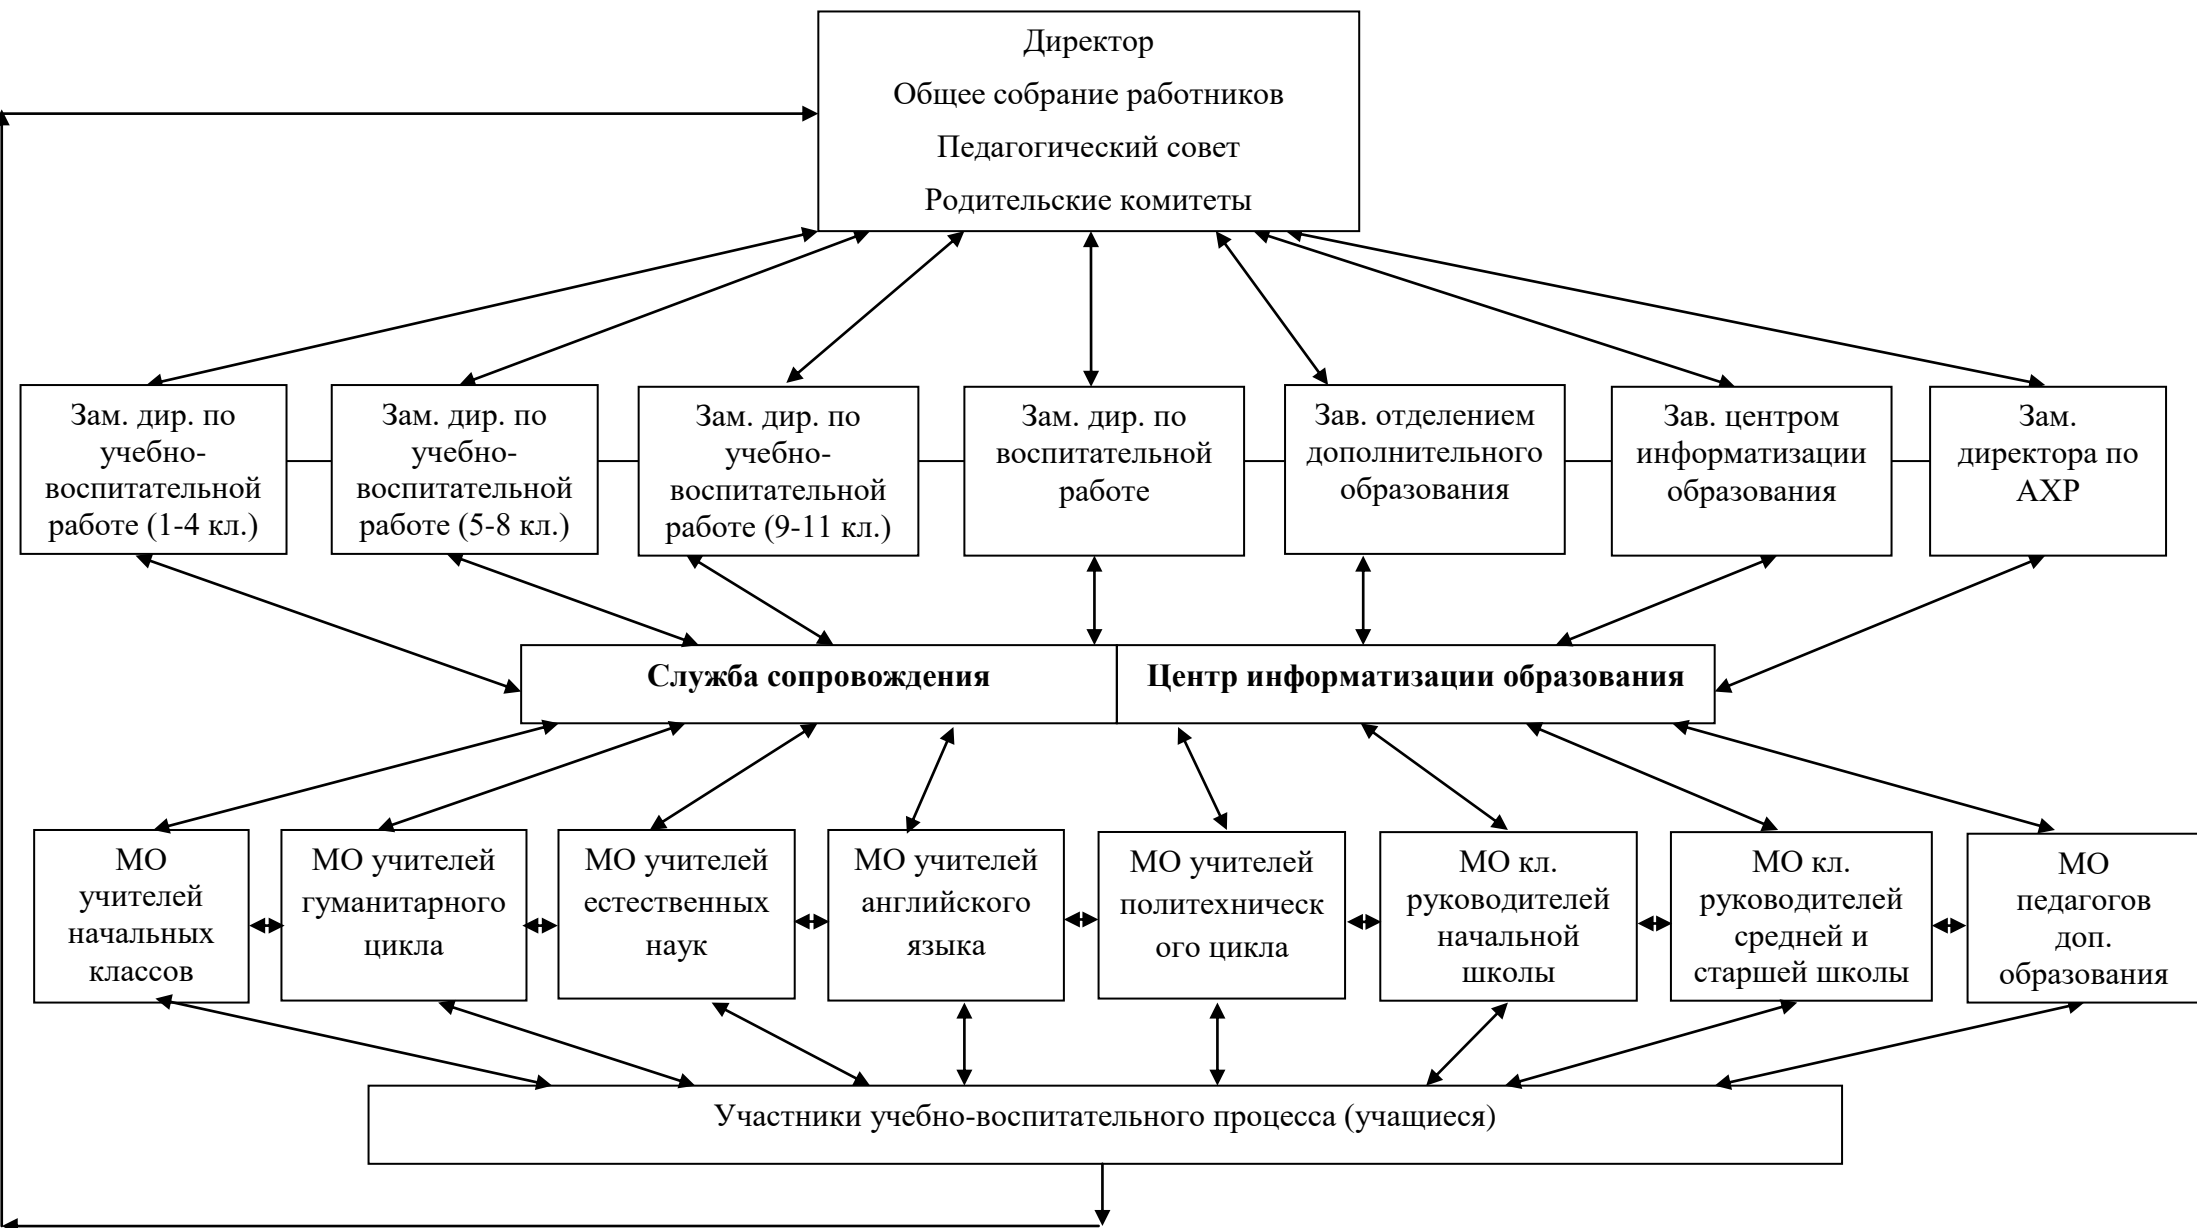 Директор
Общее собрание работников
Педагогический совет
Родительские комитеты
Зам. дир. по
учебно-
воспитательной
работе (1-4 кл.)
Зам. дир. по
учебно-
воспитательной
работе (5-8 кл.)
Зам. дир. по
учебно-
воспитательной
работе (9-11 кл.)
Зам. дир. по
воспитательной
работе
Зав. отделением
дополнительного
образования
Зав. центром
информатизации
образования
Зам.
директора по
АХР
Служба сопровождения
Центр информатизации образования
МО
учителей
начальных
классов
МО учителей
гуманитарного
цикла
МО учителей
естественных
наук
МО учителей
английского
языка
МО учителей
политехническ
ого цикла
МО кл.
руководителей
начальной
школы
МО кл.
руководителей
средней и
старшей школы
МО
педагогов
доп.
образования
Участники учебно-воспитательного процесса (учащиеся)